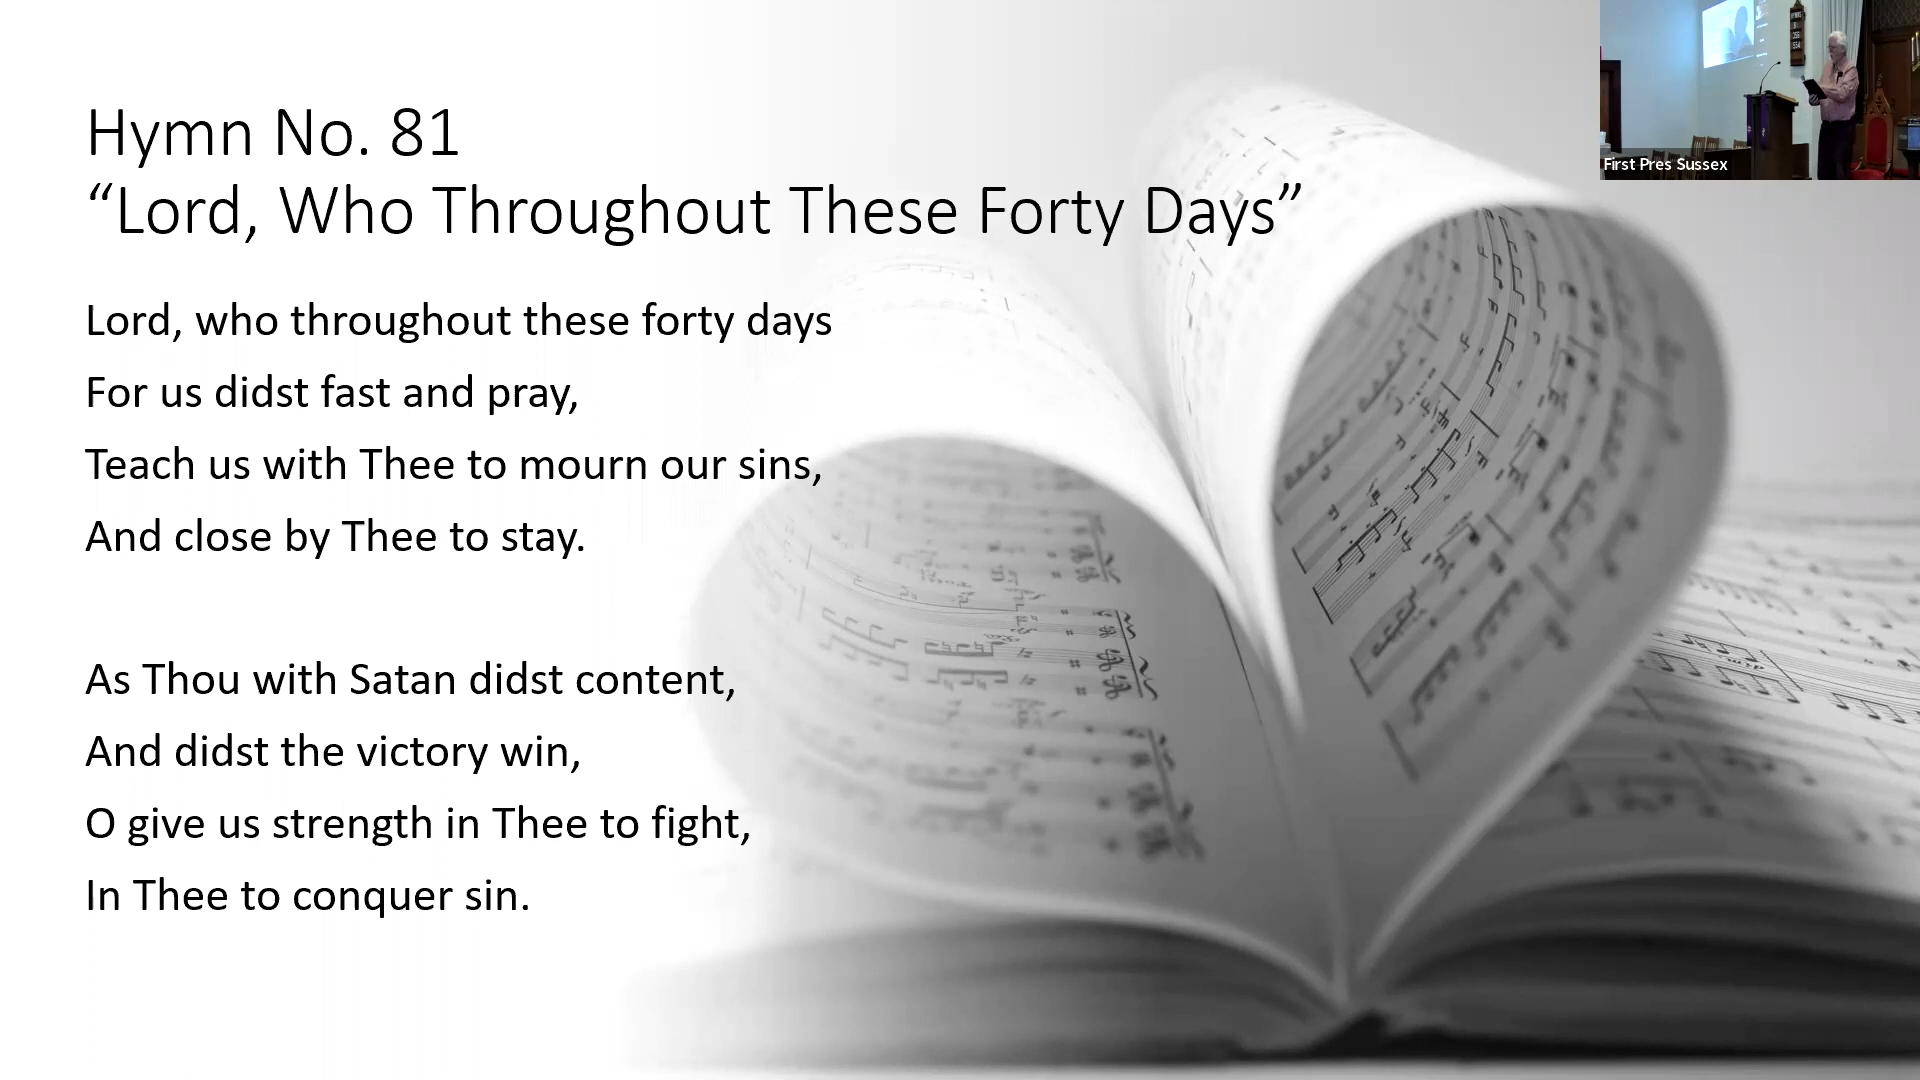 Hymn No. 81
“Lord, Who Throughout These Forty Days”
Lord, who throughout these forty days
For us didst fast and pray,
Teach us with Thee to mourn our sins,
And close by Thee to stay.
As Thou with Satan didst content,
And didst the victory win,
O give us strength in Thee to fight,
In Thee to conquer sin.
First Pres Sussex